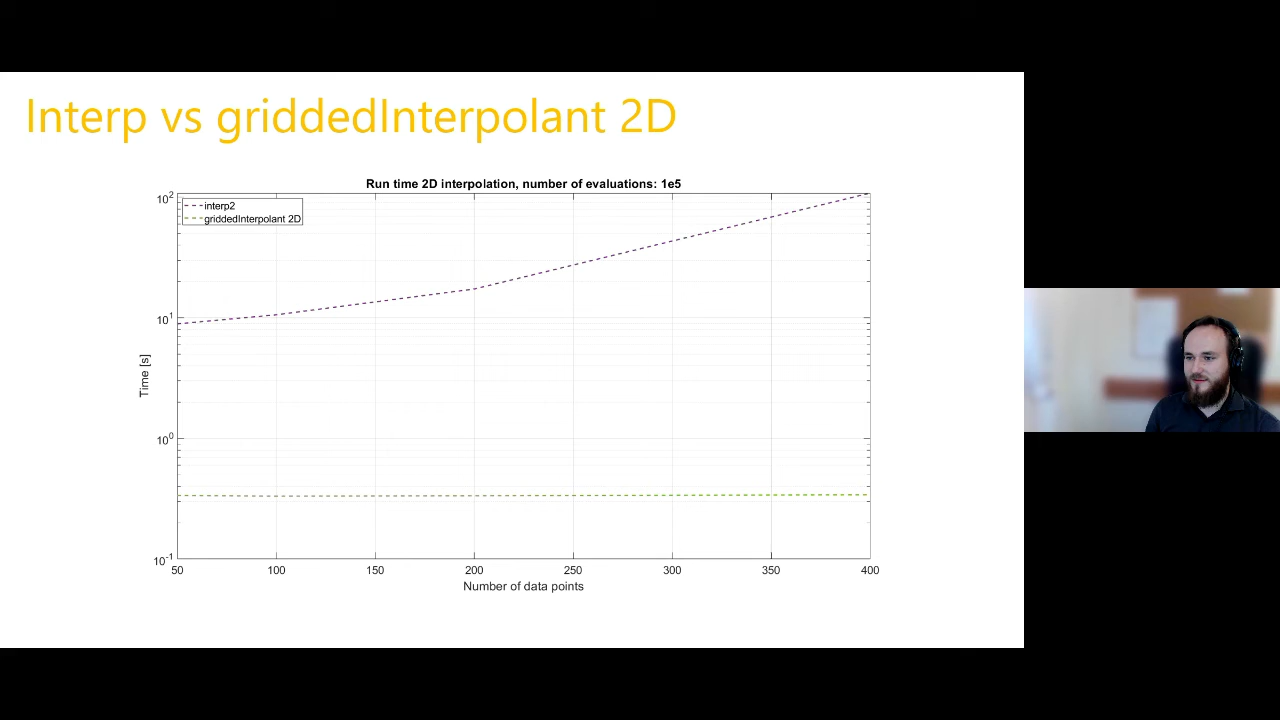 Interp vs griddedInterpolant 2D
Run time 2D interpolation, number of evaluations: 1e5
interp2
griddedInterpolant 2D
10^2
10^1
10^0
10^-1
Time [s]
50 100 150 200 250 300 350 400
Number of data points